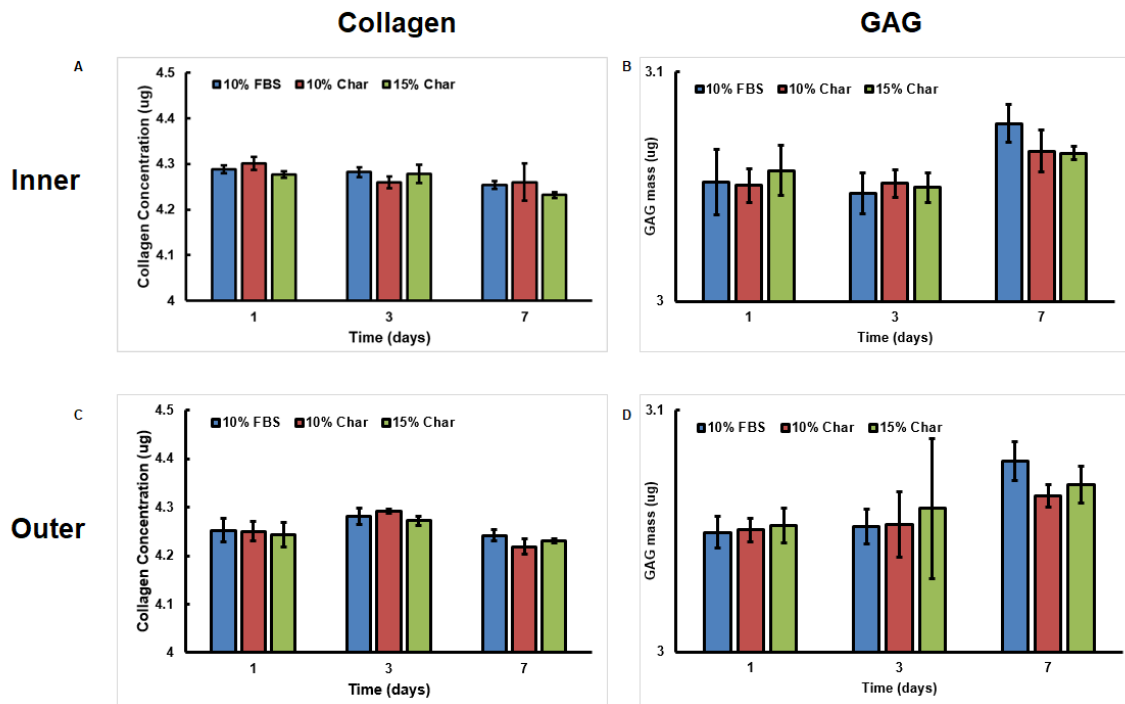 Collagen
GAG
Inner
Outer
A
4.5
4.4
4.3
4.2
4.1
4
Collagen Concentration (ug)
10% FBS 10% Char 15% Char
1 3 7
Time (days)
B
3.1
3
GAG mass (ug)
10% FBS 10% Char 15% Char
1 3 7
Time (days)
C
4.5
4.4
4.3
4.2
4.1
4
Collagen Concentration (ug)
10% FBS 10% Char 15% Char
1 3 7
Time (days)
D
3.1
3
GAG mass (ug)
10% FBS 10% Char 15% Char
1 3 7
Time (days)